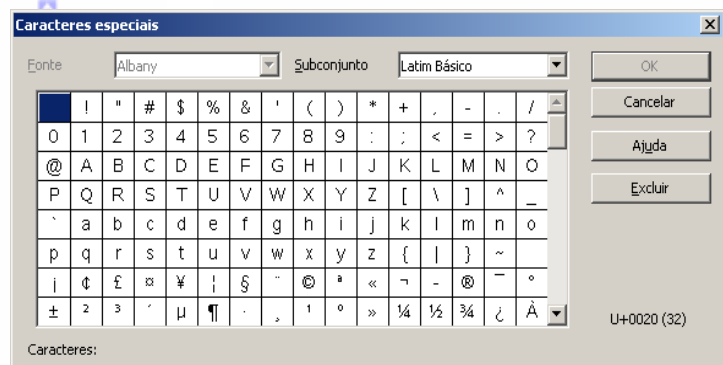 Caracteres especiais
Fonte Albany Subconjunto Latim Básico OK
! " # $ % & ' ( ) * + , - . / Cancelar
0 1 2 3 4 5 6 7 8 9 : ; < = > ? Ajuda
@ A B C D E F G H I J K L M N O
P Q R S T U V W X Y Z [ \ ] ^ _ Excluir
` a b c d e f g h i j k l m n o
p q r s t u v w x y z { | } ~
¡ ¢ £ ¤ ¥ ¦ § ¨ © ª « ¬ - ® ¯ °
± ² ³ ´ µ ¶ · ¸ ¹ º » ¼ ½ ¾ ¿ À
U+0020 (32)
Caracteres: